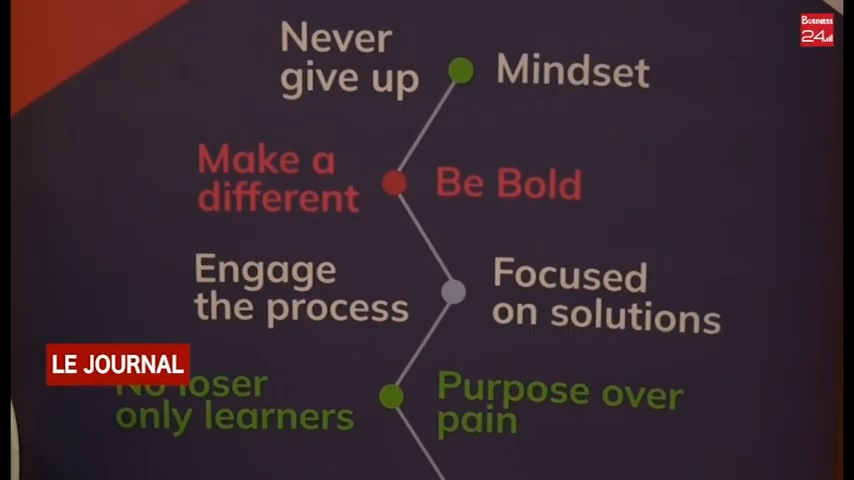 BUSINESS
24
Never
give up
Mindset
Make a
different
Be Bold
Engage
the process
Focused
on solutions
LE JOURNAL
No loser
only learners
Purpose over
pain